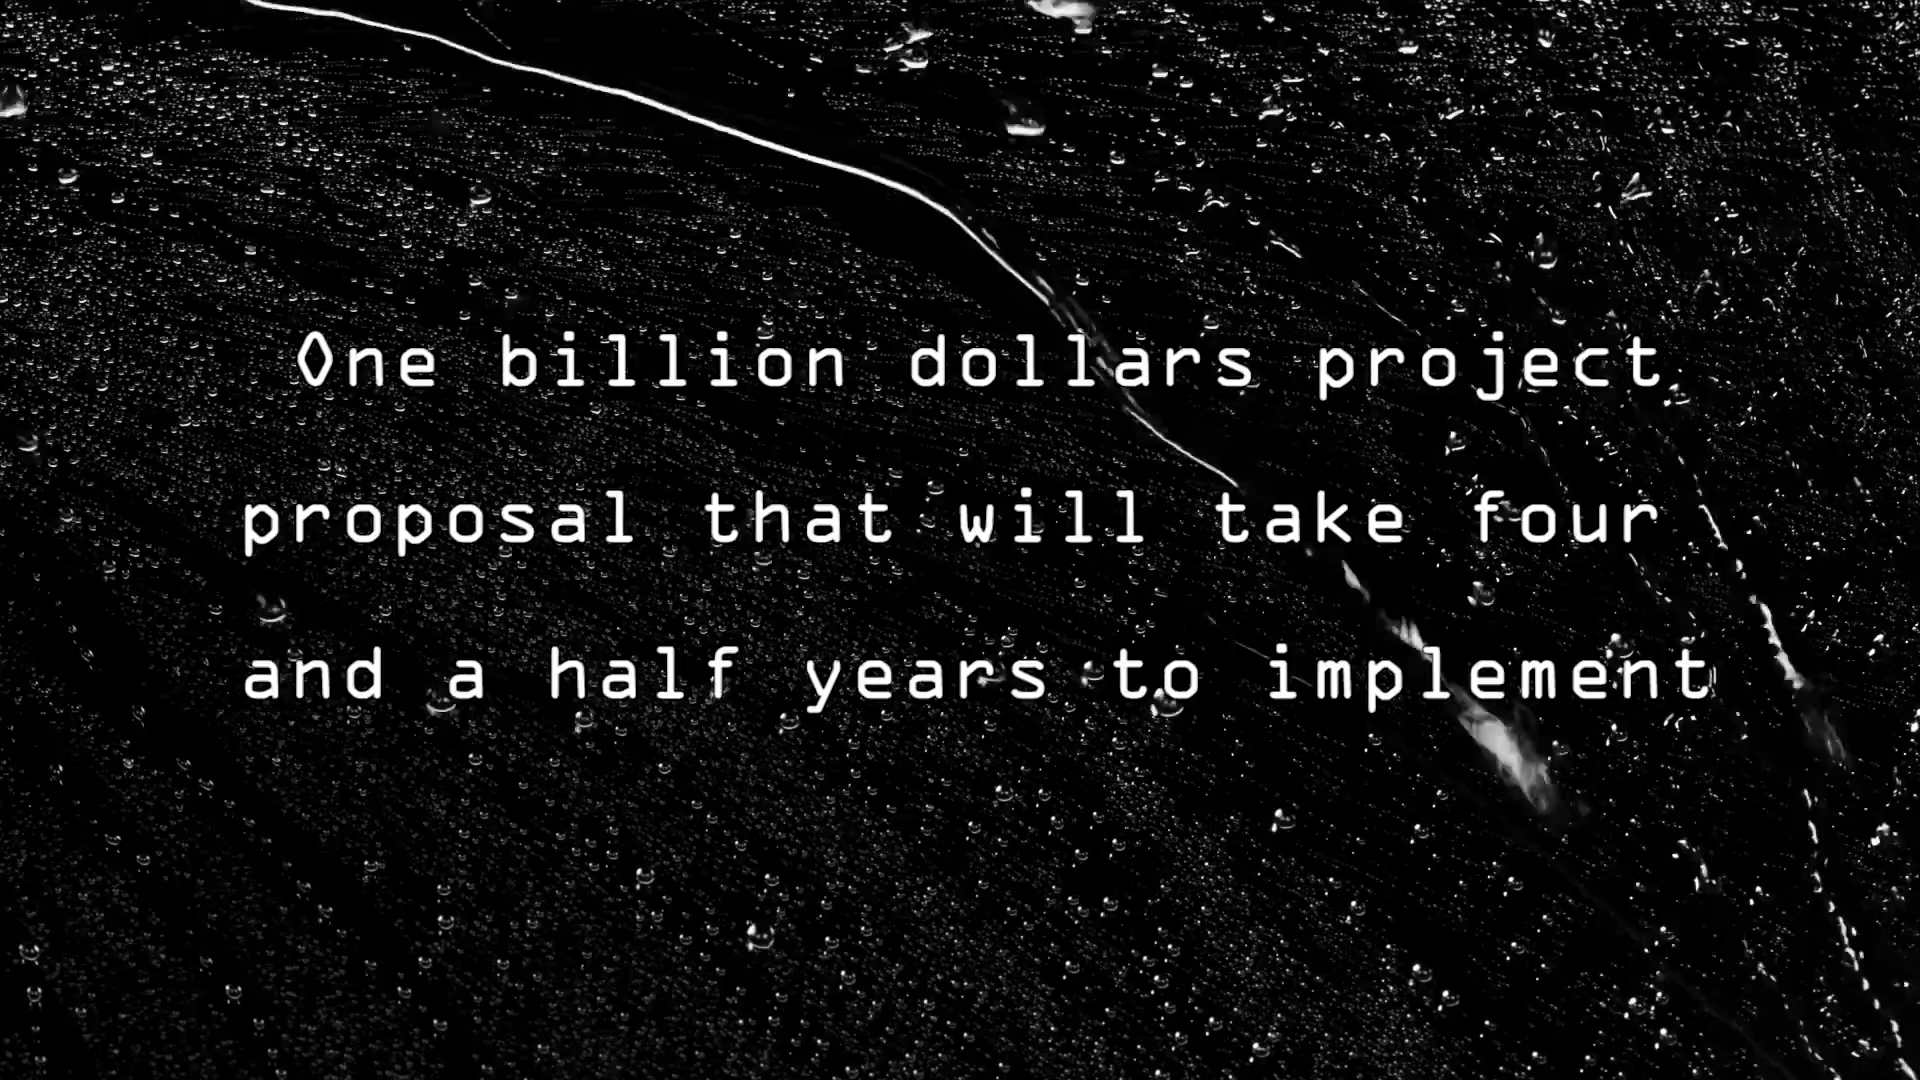 One billion dollars project
proposal that will take four
and a half years to implement